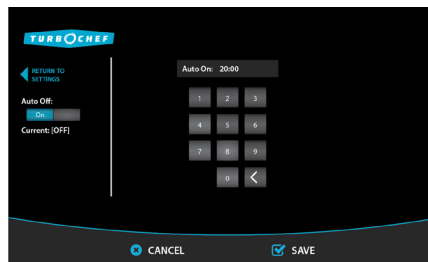 TURBOCHEF
RETURN TO
SETTINGS
Auto Off:
On
Current: [OFF]
Auto On: 20:00
1 2 3
4 5 6
7 8 9
0 <
CANCEL
SAVE